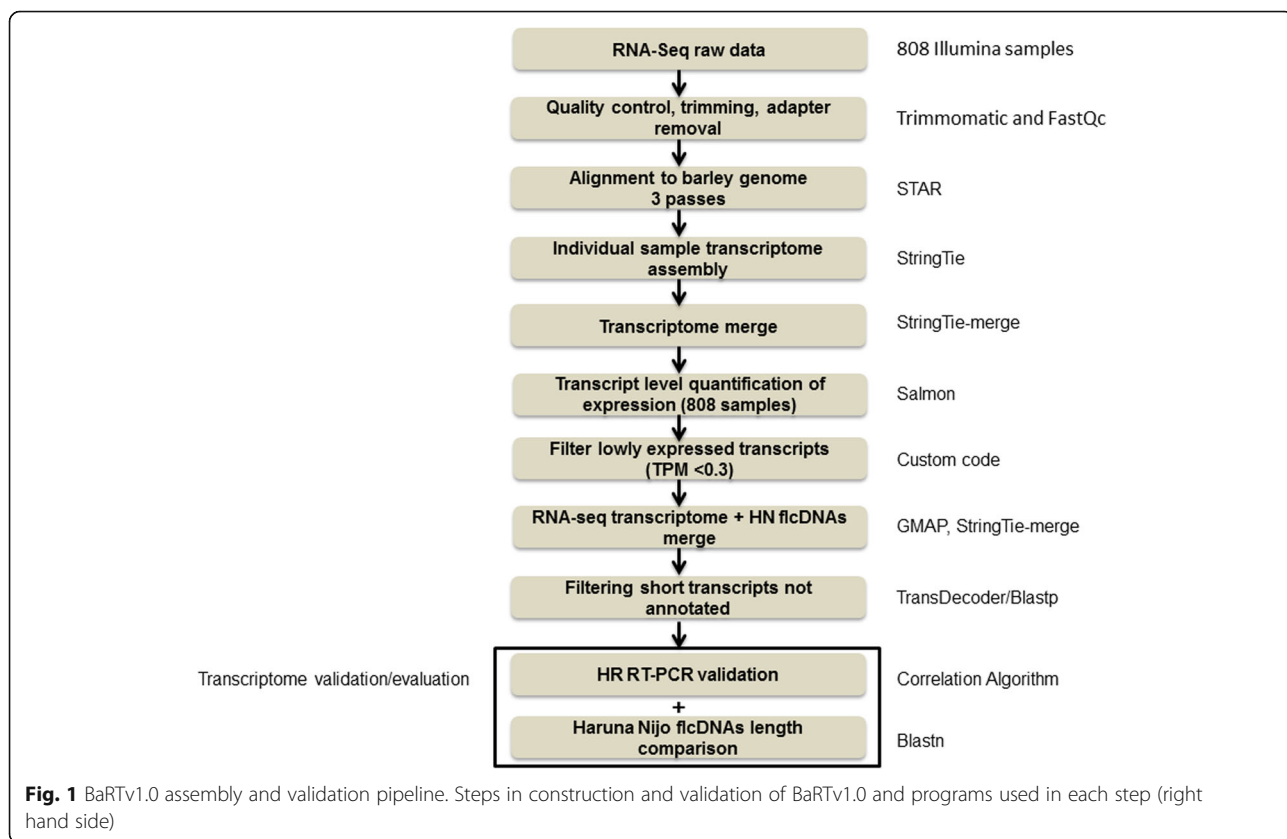 RNA-Seq raw data
808 Illumina samples
Quality control, trimming, adapter
removal
Trimmomatic and FastQc
Alignment to barley genome
3 passes
STAR
Individual sample transcriptome
assembly
StringTie
Transcriptome merge
StringTie-merge
Transcript level quantification of
expression (808 samples)
Salmon
Filter lowly expressed transcripts
(TPM <0.3)
Custom code
RNA-seq transcriptome + HN flcDNAs
merge
GMAP, StringTie-merge
Filtering short transcripts not
annotated
TransDecoder/Blastp
Transcriptome validation/evaluation
HR RT-PCR validation
Correlation Algorithm
+
Haruna Nijo flcDNAs length
comparison
Blastn
Fig. 1 BaRTv1.0 assembly and validation pipeline. Steps in construction and validation of BaRTv1.0 and programs used in each step (right
hand side)